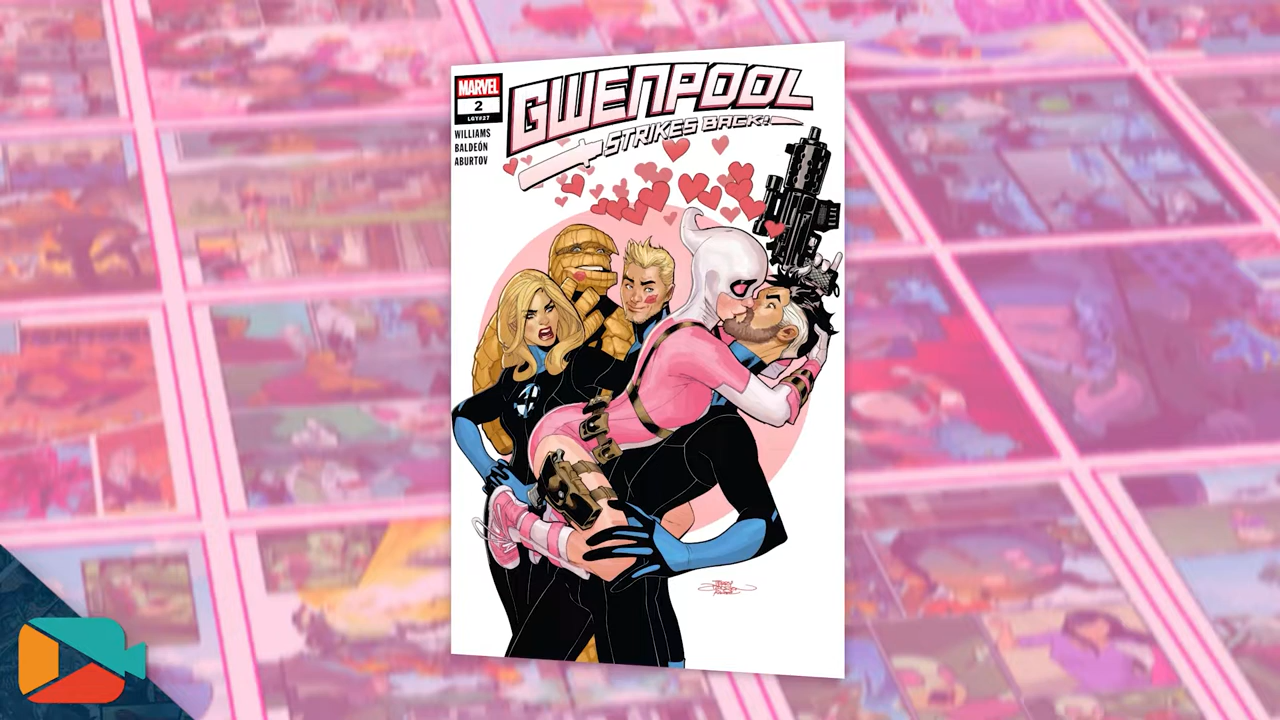 MARVEL
2
LGY#27
WILLIAMS
BALDEÓN
ABURTOV
GWENPOOL
STRIKES BACK!